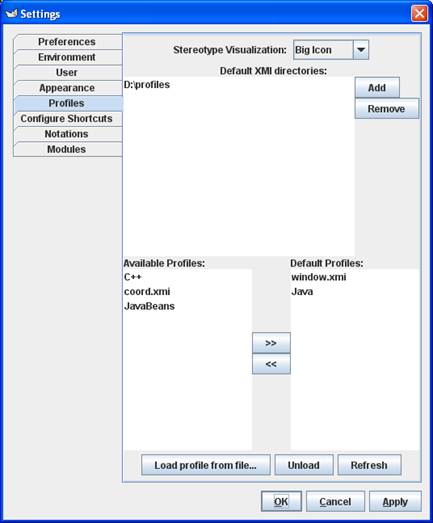 Settings
Preferences
Environment
User
Appearance
Profiles
Configure Shortcuts
Notations
Modules
Stereotype Visualization: Big Icon
Default XMI directories:
D:\profiles
Add
Remove
Available Profiles:
C++
coord.xmi
JavaBeans
>>
<<
Default Profiles:
window.xmi
Java
Load profile from file... Unload Refresh
OK Cancel Apply